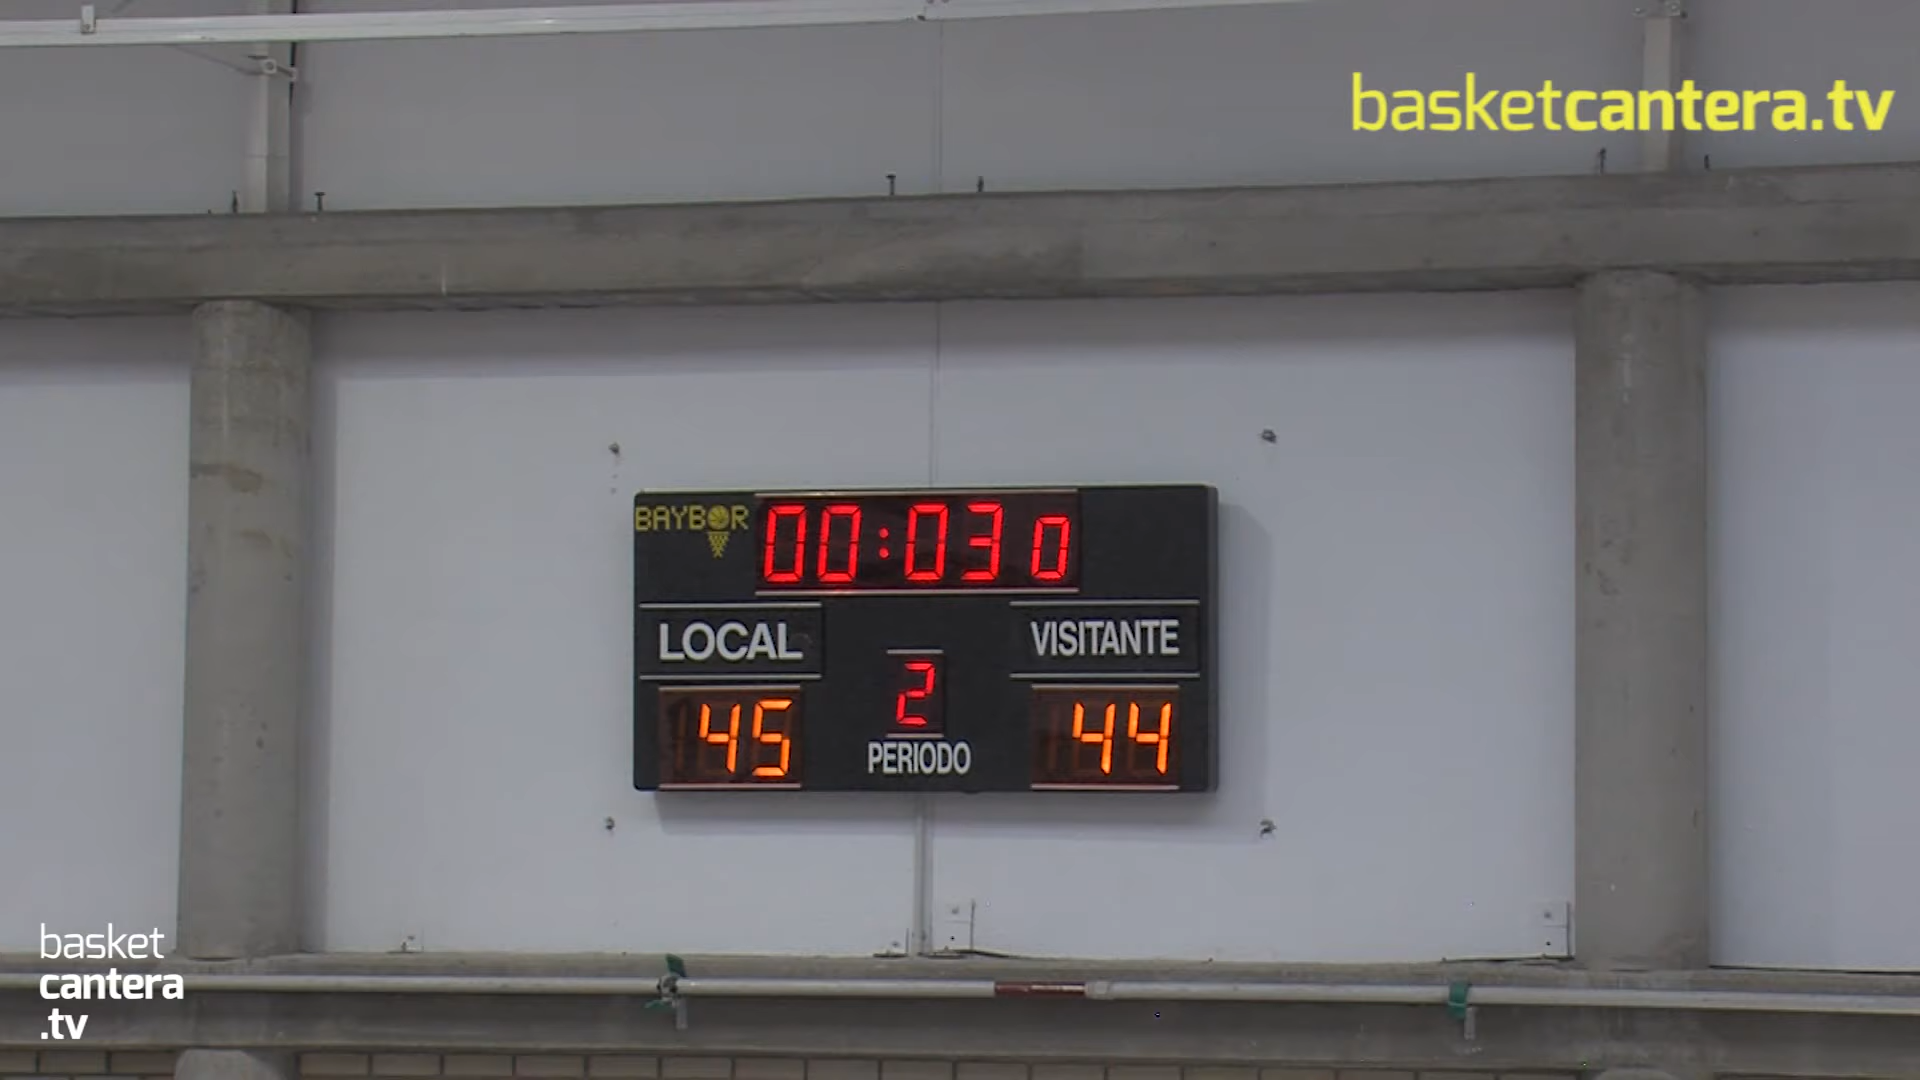 basketcantera.tv
BAYBOR
00:03 0
LOCAL
VISITANTE
45
2
44
PERIODO
basket
cantera
.tv